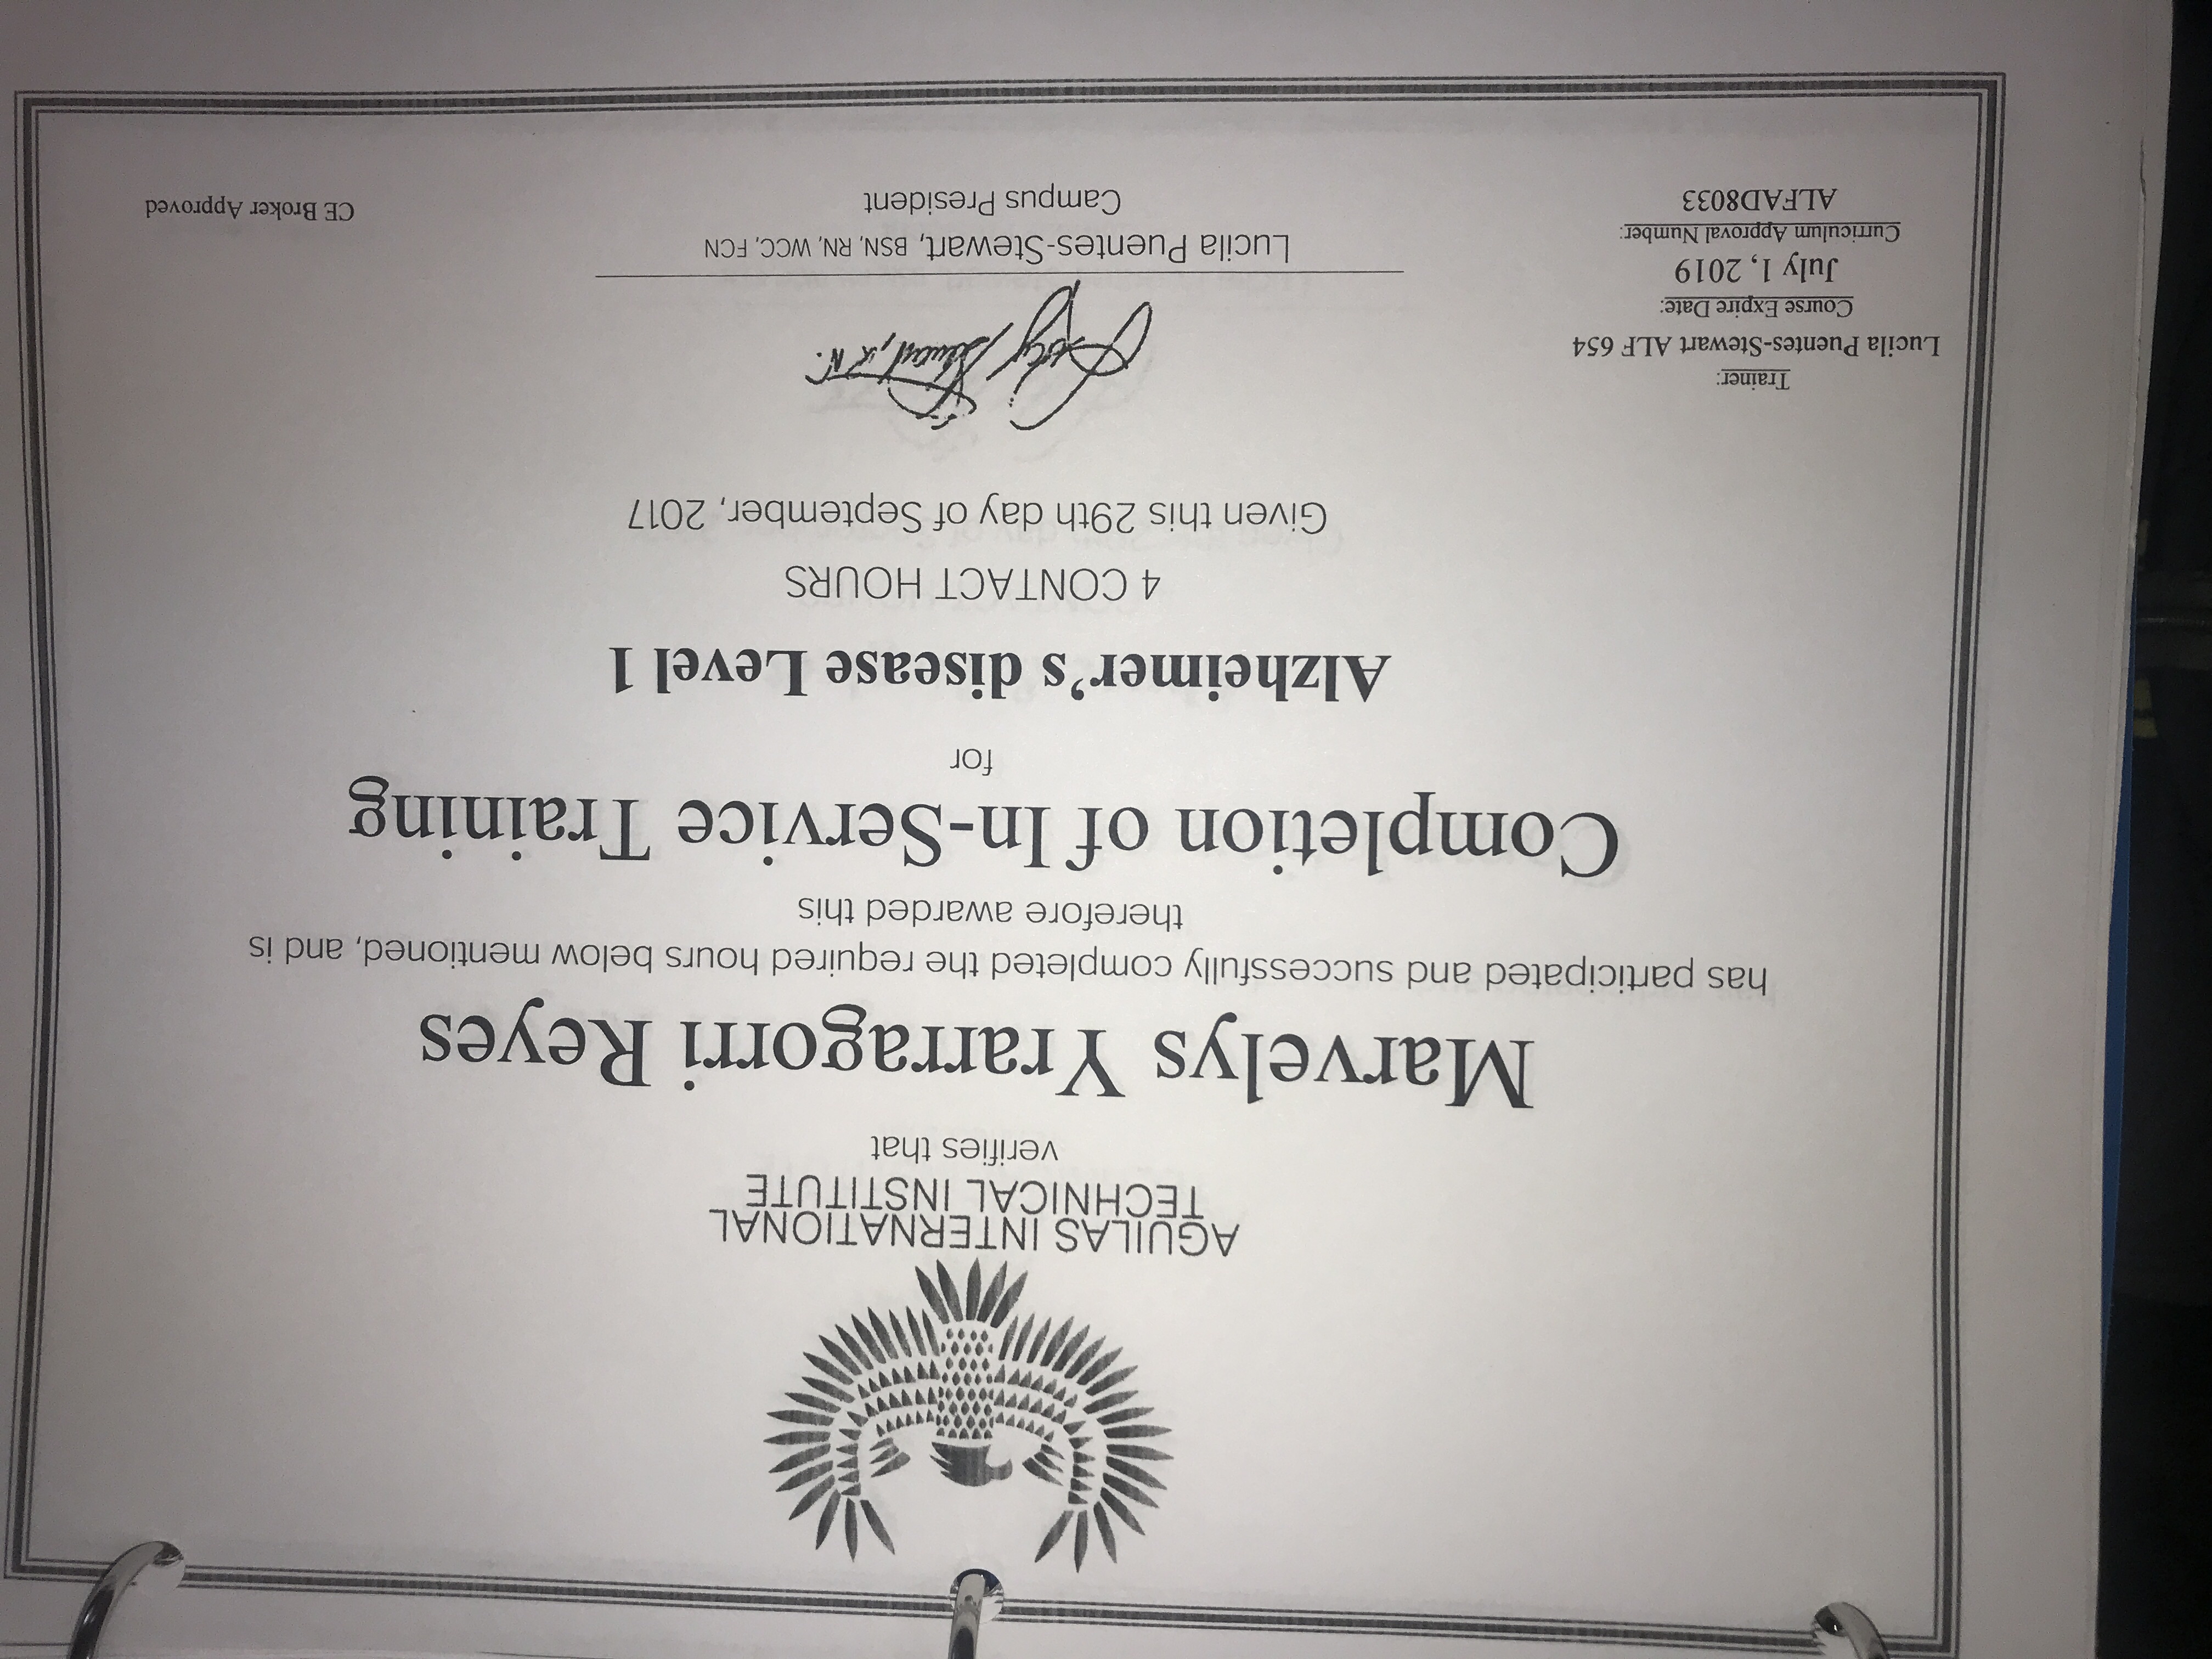 AGUILAS INTERNATIONAL
TECHNICAL INSTITUTE
verifies that
Marvelys Yrarragorri Reyes
has participated and successfully completed the required hours below mentioned, and is
therefore awarded this
Completion of In-Service Training
for
Alzheimer's disease Level 1
4 CONTACT HOURS
Given this 29th day of September, 2017
Lucila Puentes-Stewart, BSN, RN, WCC, FCN
Campus President
Trainer:
Lucila Puentes-Stewart ALF 654
Course Expire Date:
July 1, 2019
Curriculum Approval Number:
ALFAD8033
CE Broker Approved